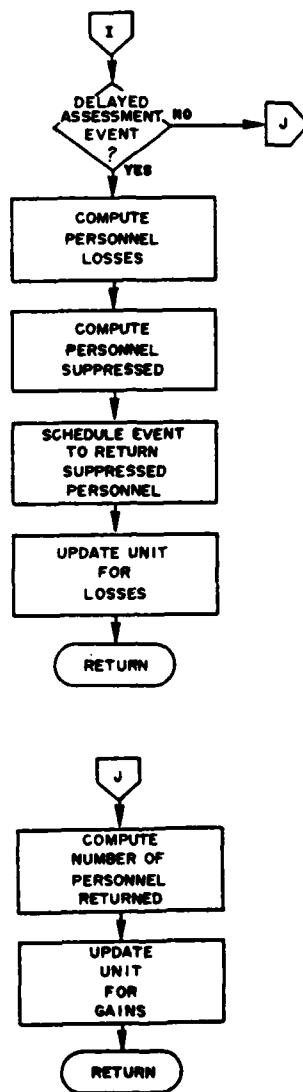 I
DELAYED
ASSESSMENT
EVENT
?
NO
J
YES
COMPUTE
PERSONNEL
LOSSES
COMPUTE
PERSONNEL
SUPPRESSED
SCHEDULE EVENT
TO RETURN
SUPPRESSED
PERSONNEL
UPDATE UNIT
FOR
LOSSES
RETURN
J
COMPUTE
NUMBER OF
PERSONNEL
RETURNED
UPDATE
UNIT
FOR
GAINS
RETURN